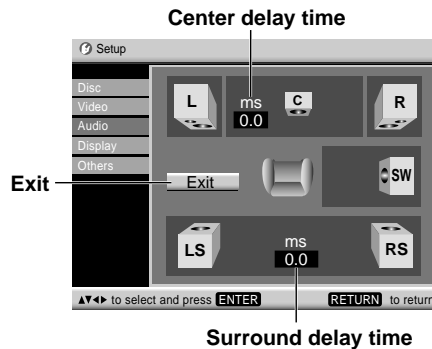 Center delay time
Setup
Disc
Video
Audio
Display
Others
L
ms
0.0
C
R
Exit
Exit
SW
LS
ms
0.0
RS
▲▼◄► to select and press ENTER
RETURN to return
Surround delay time